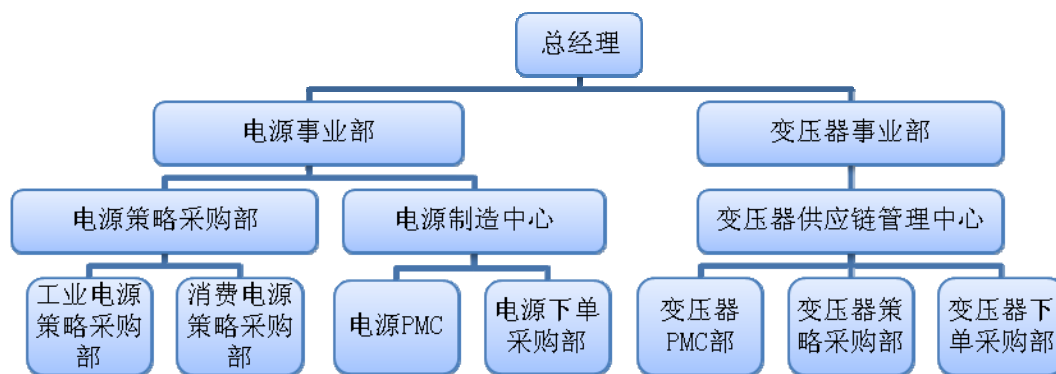 总经理
电源事业部
变压器事业部
电源策略采购部
电源制造中心
变压器供应链管理中心
工业电源
策略采购
部
消费电源
策略采购
部
电源PMC
电源下单
采购部
变压器
PMC部
变压器策
略采购部
变压器下
单采购部